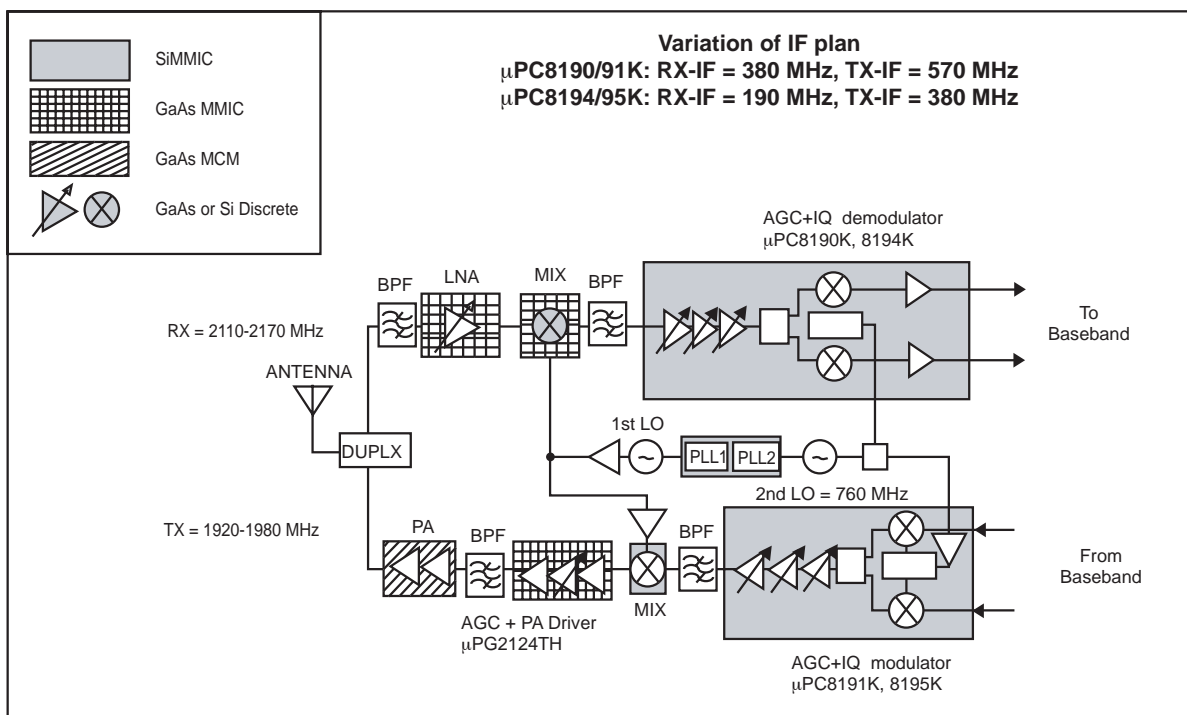 SiMMIC
GaAs MMIC
GaAs MCM
GaAs or Si Discrete
Variation of IF plan
μPC8190/91K: RX-IF = 380 MHz, TX-IF = 570 MHz
μPC8194/95K: RX-IF = 190 MHz, TX-IF = 380 MHz
AGC+IQ demodulator
μPC8190K, 8194K
BPF
LNA
MIX
BPF
RX = 2110-2170 MHz
To
Baseband
ANTENNA
DUPLX
1st LO
PLL1
PLL2
2nd LO = 760 MHz
TX = 1920-1980 MHz
PA
BPF
BPF
MIX
From
Baseband
AGC + PA Driver
μPG2124TH
AGC+IQ modulator
μPC8191K, 8195K